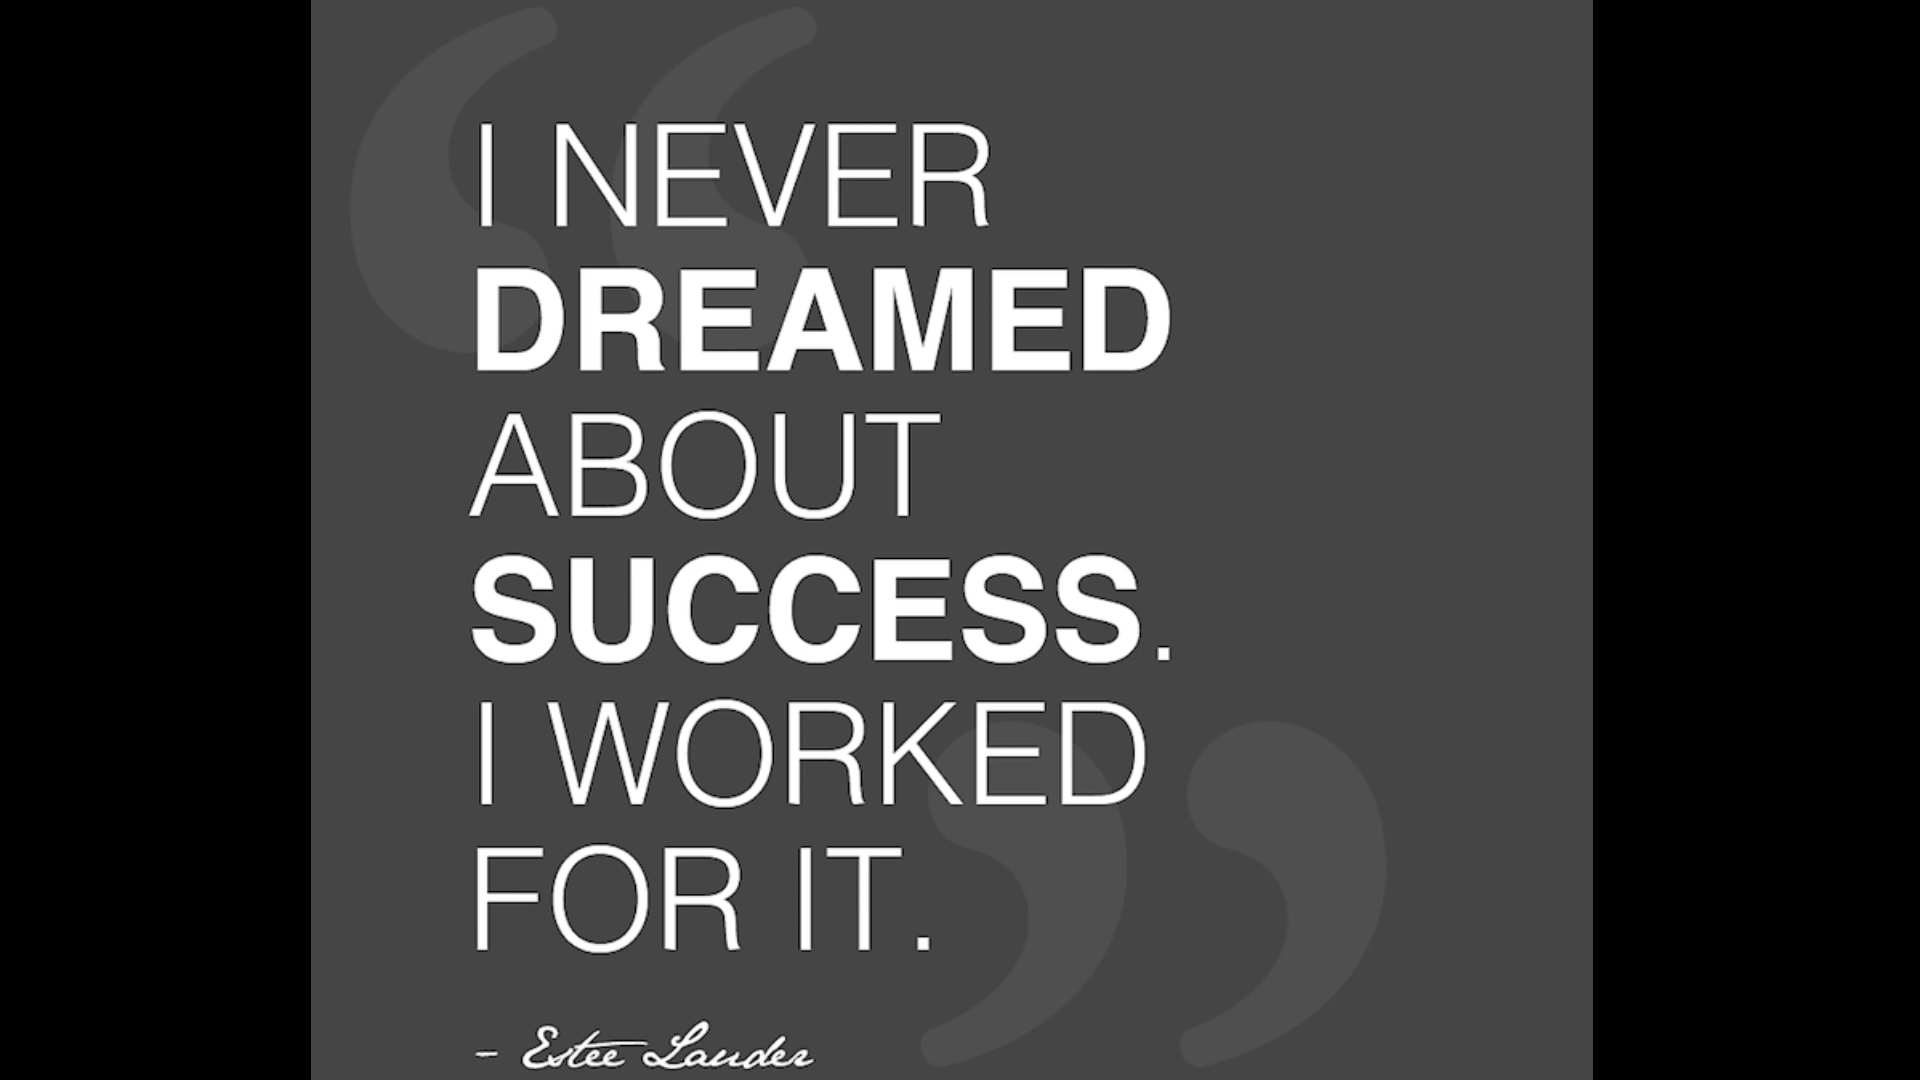 I NEVER
DREAMED
ABOUT
SUCCESS.
I WORKED
FOR IT.
- Estee Lauder